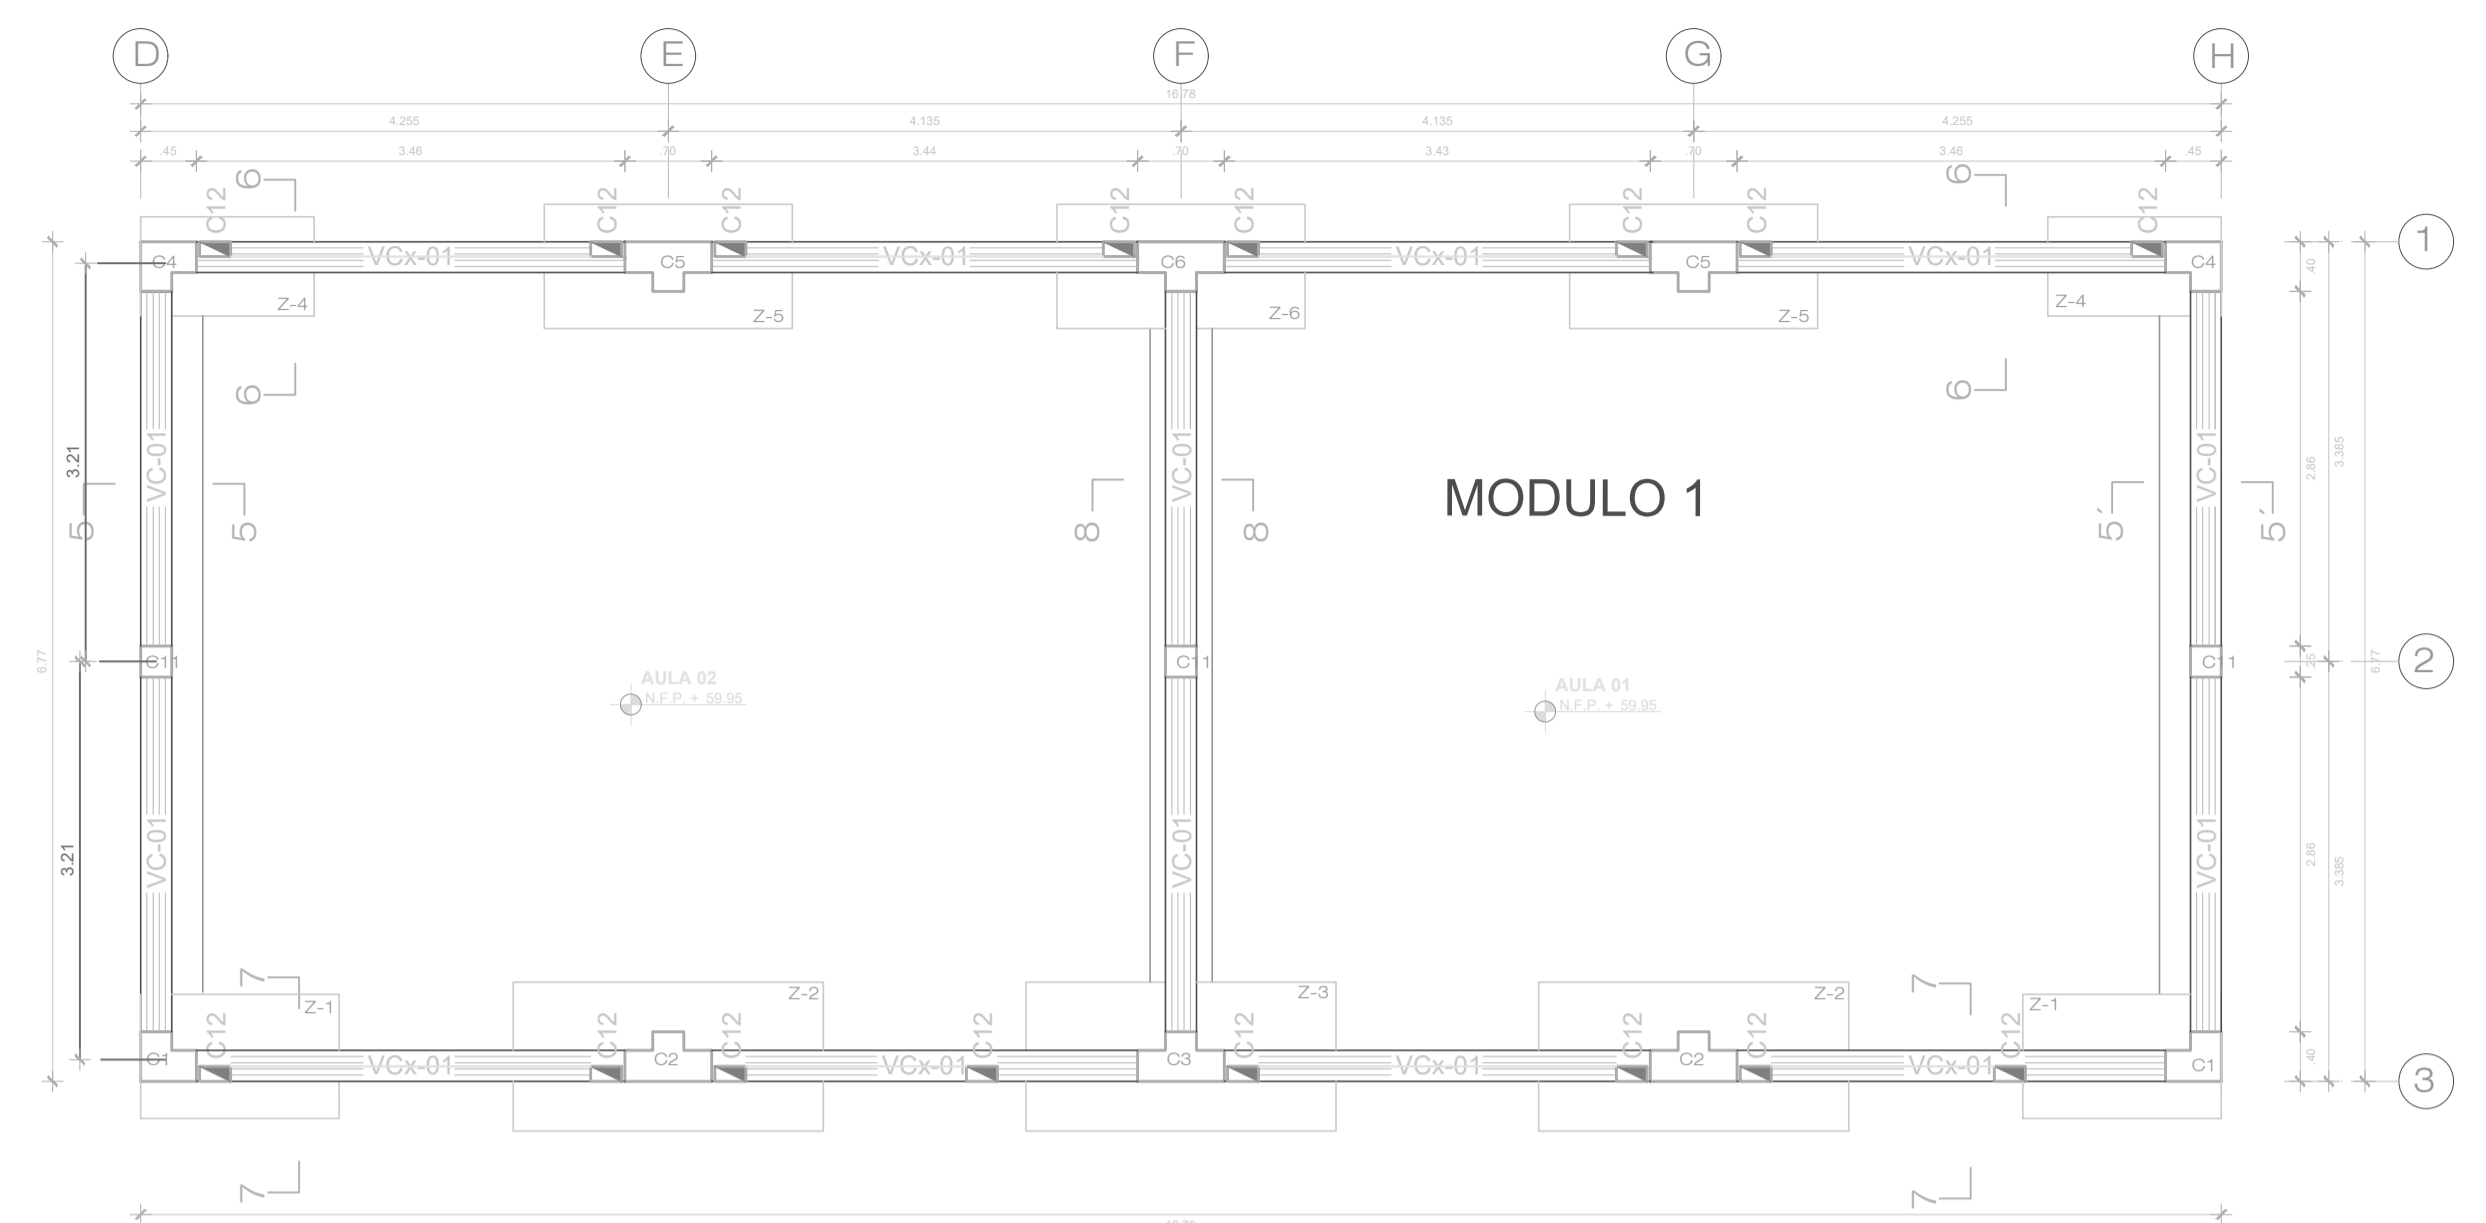 D E F G H
16.78
4.255 4.135 4.135 4.255
.45 3.46 .70 3.44 .70 3.43 .70 3.46 .45
6 6
C12 C12 C12 C12 C12 C12 C12 C12
1
C4 VCx-01 C5 VCx-01 C6 VCx-01 C5 VCx-01 C4
.40
Z-4 Z-5 Z-6 Z-5 Z-4
6 6
3.21 VC-01 VC-01 VC-01 2.86 3.385
MODULO 1
5 5 8 8 5´ 5´
6.77 C11 C11 C11 .25 6.77 2
AULA 02 AULA 01
N.F.P. + 59.95 N.F.P. + 59.95
3.21 VC-01 VC-01 VC-01 2.86 3.385
7 7
Z-1 Z-2 Z-3 Z-2 Z-1
C12 C12 C12 C12 C12 C12 C12 C12
C1 VCx-01 C2 VCx-01 C3 VCx-01 C2 VCx-01 C1
.40
3
7 7
16.78